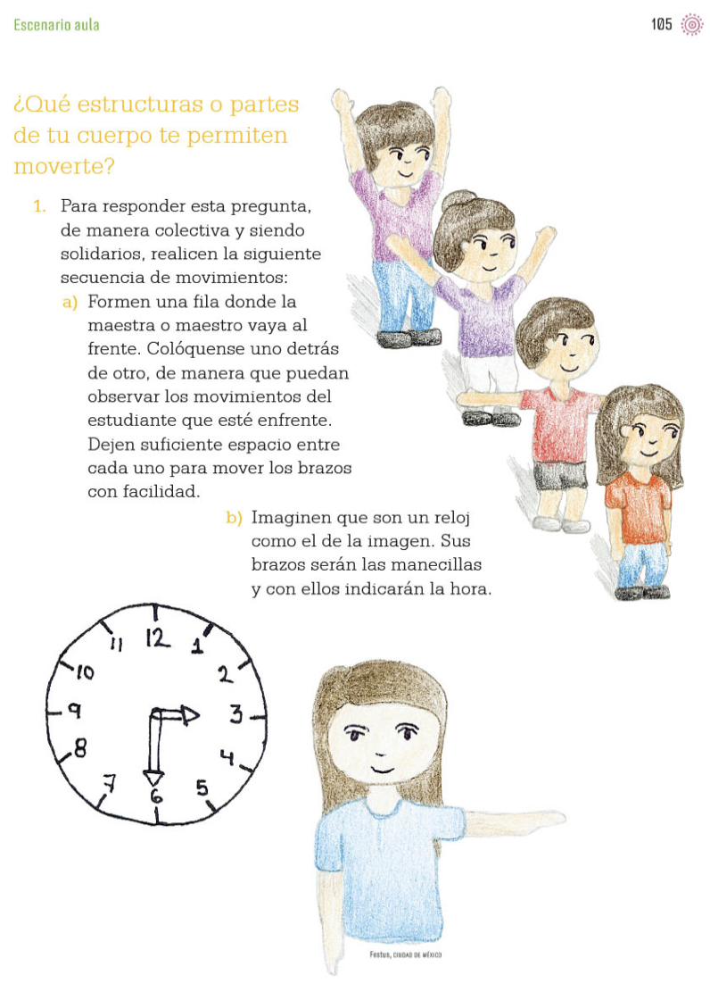 Escenario aula
105
¿Qué estructuras o partes
de tu cuerpo te permiten
moverte?
1. Para responder esta pregunta,
de manera colectiva y siendo
solidarios, realicen la siguiente
secuencia de movimientos:
a) Formen una fila donde la
maestra o maestro vaya al
frente. Colóquense uno detrás
de otro, de manera que puedan
observar los movimientos del
estudiante que esté enfrente.
Dejen suficiente espacio entre
cada uno para mover los brazos
con facilidad.
b) Imaginen que son un reloj
como el de la imagen. Sus
brazos serán las manecillas
y con ellos indicarán la hora.
12
1
2
3
4
5
6
7
8
9
10
11
Festus, CIUDAD DE MÉXICO